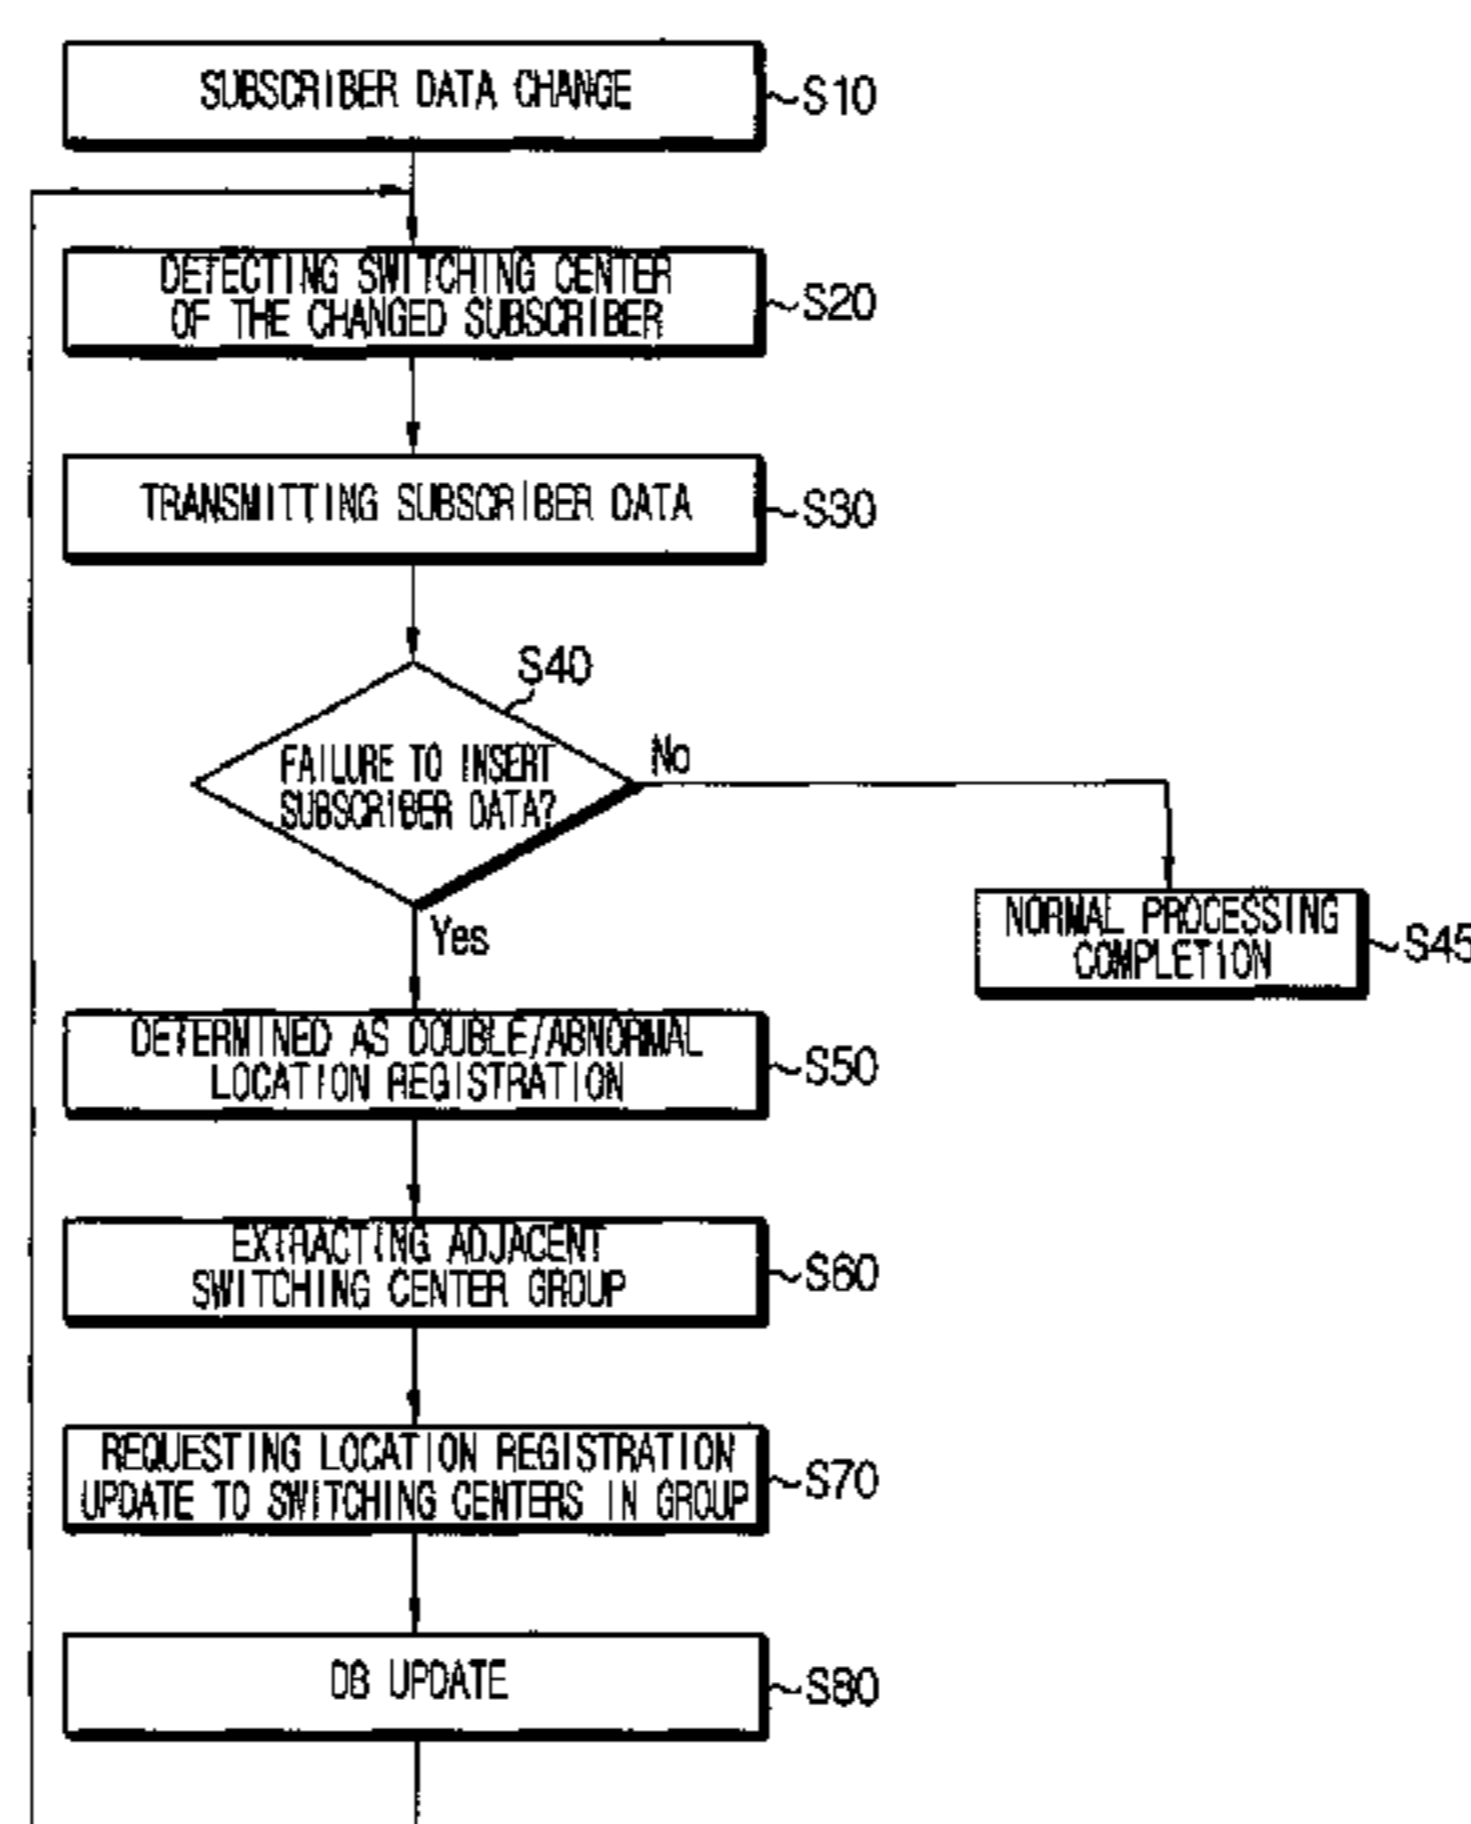 SUBSCRIBER DATA CHANGE
S10
DETECTING SWITCHING CENTER
OF THE CHANGED SUBSCRIBER
S20
TRANSMITTING SUBSCRIBER DATA
S30
S40
FAILURE TO INSERT
SUBSCRIBER DATA?
No
Yes
NORMAL PROCESSING
COMPLETION
S45
DETERMINED AS DOUBLE/ABNORMAL
LOCATION REGISTRATION
S50
EXTRACTING ADJACENT
SWITCHING CENTER GROUP
S60
REQUESTING LOCATION REGISTRATION
UPDATE TO SWITCHING CENTERS IN GROUP
S70
DB UPDATE
S80